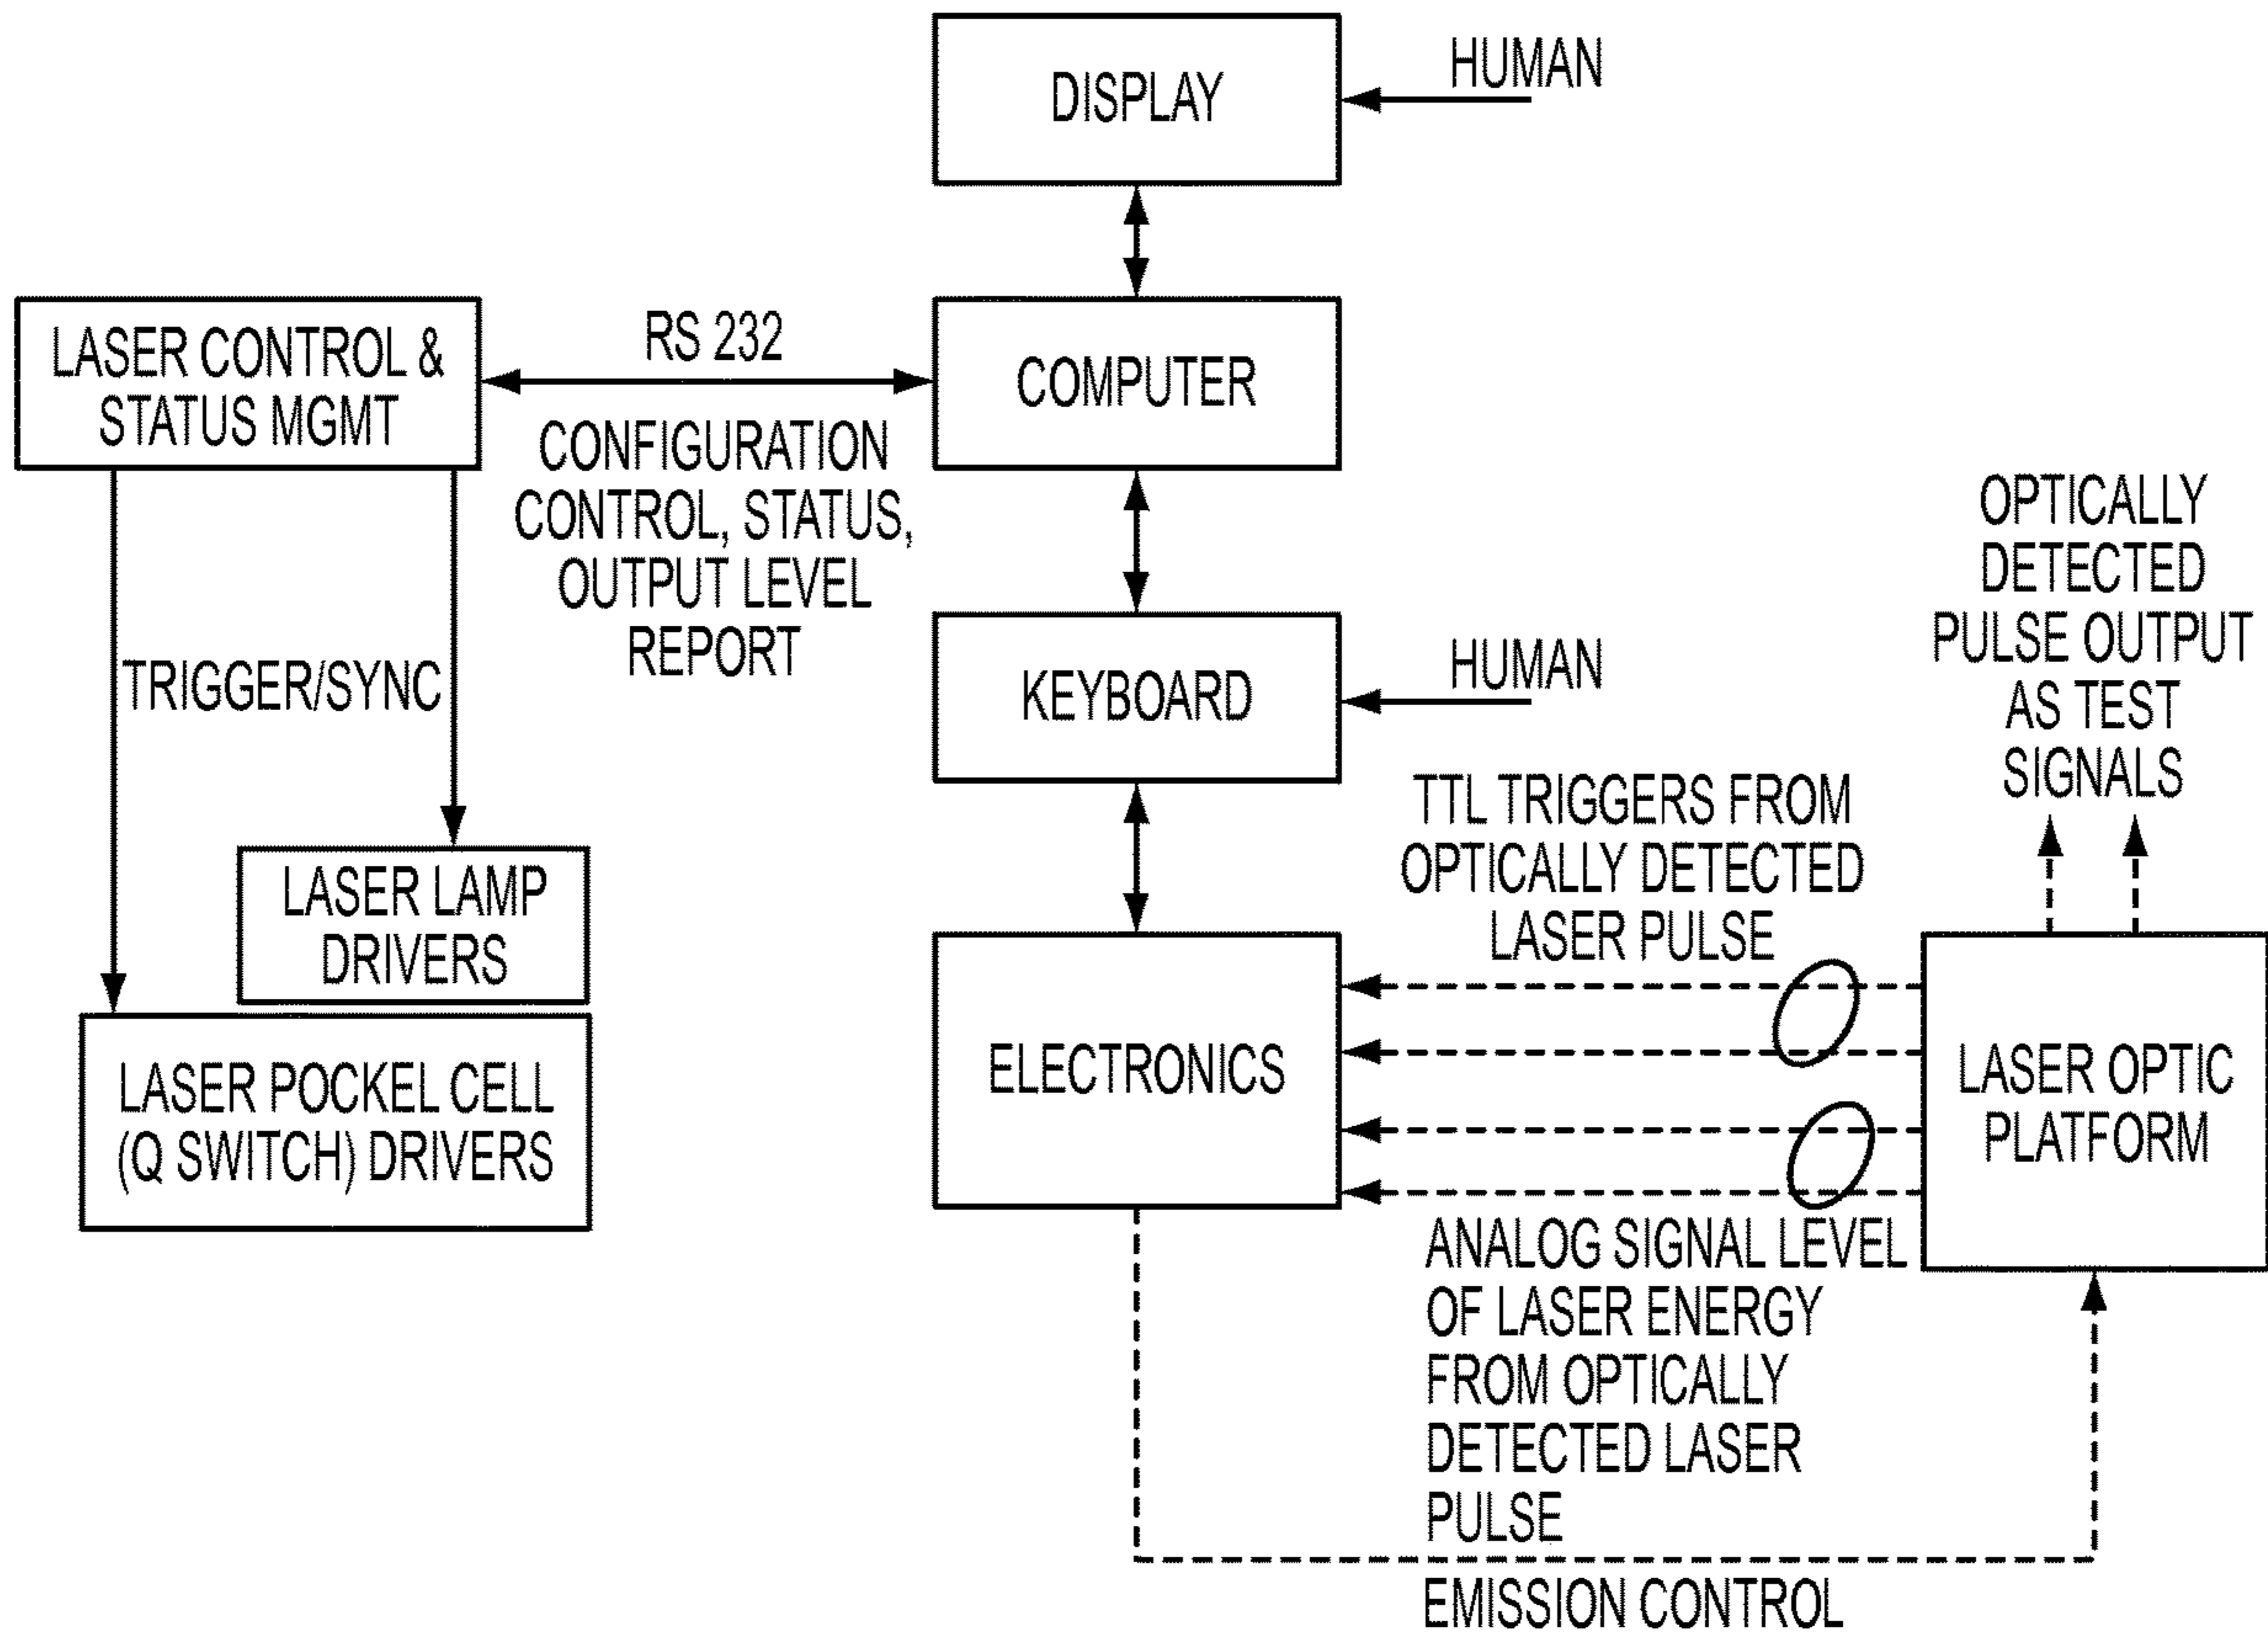 DISPLAY
HUMAN
LASER CONTROL &
STATUS MGMT
RS 232
CONFIGURATION
CONTROL, STATUS,
OUTPUT LEVEL
REPORT
COMPUTER
TRIGGER/SYNC
KEYBOARD
HUMAN
OPTICALLY
DETECTED
PULSE OUTPUT
AS TEST
SIGNALS
LASER LAMP
DRIVERS
LASER POCKEL CELL
(Q SWITCH) DRIVERS
TTL TRIGGERS FROM
OPTICALLY DETECTED
LASER PULSE
ELECTRONICS
LASER OPTIC
PLATFORM
ANALOG SIGNAL LEVEL
OF LASER ENERGY
FROM OPTICALLY
DETECTED LASER
PULSE
EMISSION CONTROL